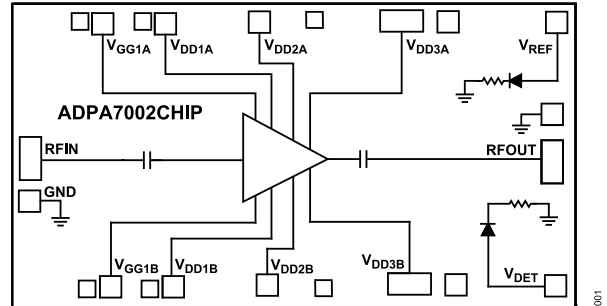 VGG1A
VDD1A
VDD2A
VDD3A
VREF
ADPA7002CHIP
RFIN
RFOUT
GND
VGG1B
VDD1B
VDD2B
VDD3B
VDET
001